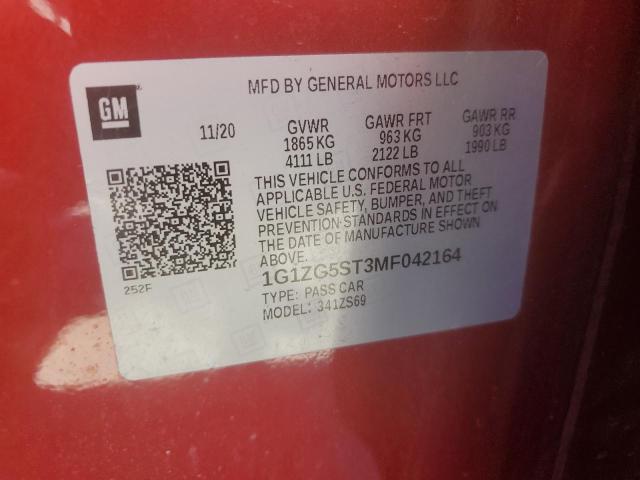 GM
MFD BY GENERAL MOTORS LLC
11/20
GVWR
1865 KG
4111 LB
GAWR FRT
963 KG
2122 LB
GAWR RR
903 KG
1990 LB
THIS VEHICLE CONFORMS TO ALL
APPLICABLE U.S. FEDERAL MOTOR
VEHICLE SAFETY, BUMPER, AND THEFT
PREVENTION STANDARDS IN EFFECT ON
THE DATE OF MANUFACTURE SHOWN
ABOVE.
1G1ZG5ST3MF042164
TYPE: PASS CAR
MODEL: 341ZS69
252F